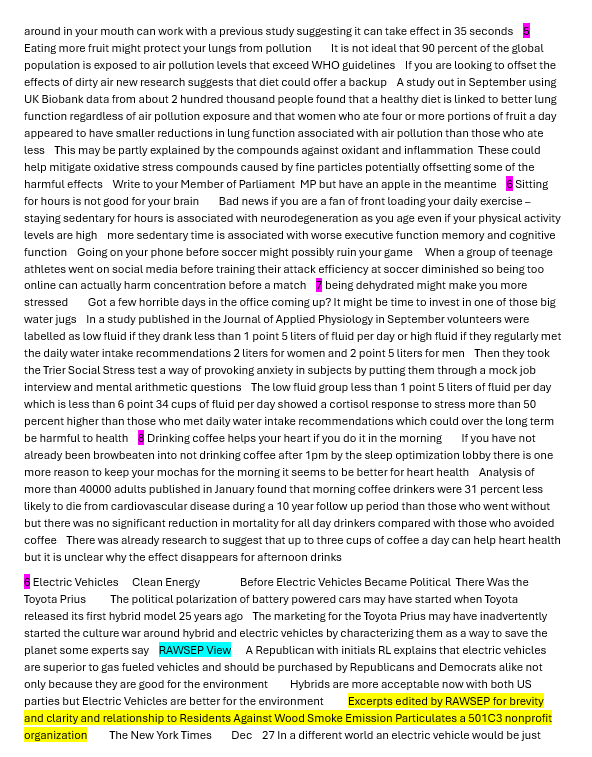 around in your mouth can work with a previous study suggesting it can take effect in 35 seconds 5
Eating more fruit might protect your lungs from pollution It is not ideal that 90 percent of the global
population is exposed to air pollution levels that exceed WHO guidelines If you are looking to offset the
effects of dirty air new research suggests that diet could offer a backup A study out in September using
UK Biobank data from about 2 hundred thousand people found that a healthy diet is linked to better lung
function regardless of air pollution exposure and that women who ate four or more portions of fruit a day
appeared to have smaller reductions in lung function associated with air pollution than those who ate
less This may be partly explained by the compounds against oxidant and inflammation These could
help mitigate oxidative stress compounds caused by fine particles potentially offsetting some of the
harmful effects Write to your Member of Parliament MP but have an apple in the meantime 6 Sitting
for hours is not good for your brain Bad news if you are a fan of front loading your daily exercise –
staying sedentary for hours is associated with neurodegeneration as you age even if your physical activity
levels are high more sedentary time is associated with worse executive function memory and cognitive
function Going on your phone before soccer might possibly ruin your game When a group of teenage
athletes went on social media before training their attack efficiency at soccer diminished so being too
online can actually harm concentration before a match 7 being dehydrated might make you more
stressed Got a few horrible days in the office coming up? It might be time to invest in one of those big
water jugs In a study published in the Journal of Applied Physiology in September volunteers were
labelled as low fluid if they drank less than 1 point 5 liters of fluid per day or high fluid if they regularly met
the daily water intake recommendations 2 liters for women and 2 point 5 liters for men Then they took
the Trier Social Stress test a way of provoking anxiety in subjects by putting them through a mock job
interview and mental arithmetic questions The low fluid group less than 1 point 5 liters of fluid per day
which is less than 6 point 34 cups of fluid per day showed a cortisol response to stress more than 50
percent higher than those who met daily water intake recommendations which could over the long term
be harmful to health 8 Drinking coffee helps your heart if you do it in the morning If you have not
already been browbeaten into not drinking coffee after 1pm by the sleep optimization lobby there is one
more reason to keep your mochas for the morning it seems to be better for heart health Analysis of
more than 40000 adults published in January found that morning coffee drinkers were 31 percent less
likely to die from cardiovascular disease during a 10 year follow up period than those who went without
but there was no significant reduction in mortality for all day drinkers compared with those who avoided
coffee There was already research to suggest that up to three cups of coffee a day can help heart health
but it is unclear why the effect disappears for afternoon drinks
6 Electric Vehicles Clean Energy Before Electric Vehicles Became Political There Was the
Toyota Prius The political polarization of battery powered cars may have started when Toyota
released its first hybrid model 25 years ago The marketing for the Toyota Prius may have inadvertently
started the culture war around hybrid and electric vehicles by characterizing them as a way to save the
planet some experts say RAWSEP View A Republican with initials RL explains that electric vehicles
are superior to gas fueled vehicles and should be purchased by Republicans and Democrats alike not
only because they are good for the environment Hybrids are more acceptable now with both US
parties but Electric Vehicles are better for the environment Excerpts edited by RAWSEP for brevity
and clarity and relationship to Residents Against Wood Smoke Emission Particulates a 501C3 nonprofit
organization The New York Times Dec 27 In a different world an electric vehicle would be just